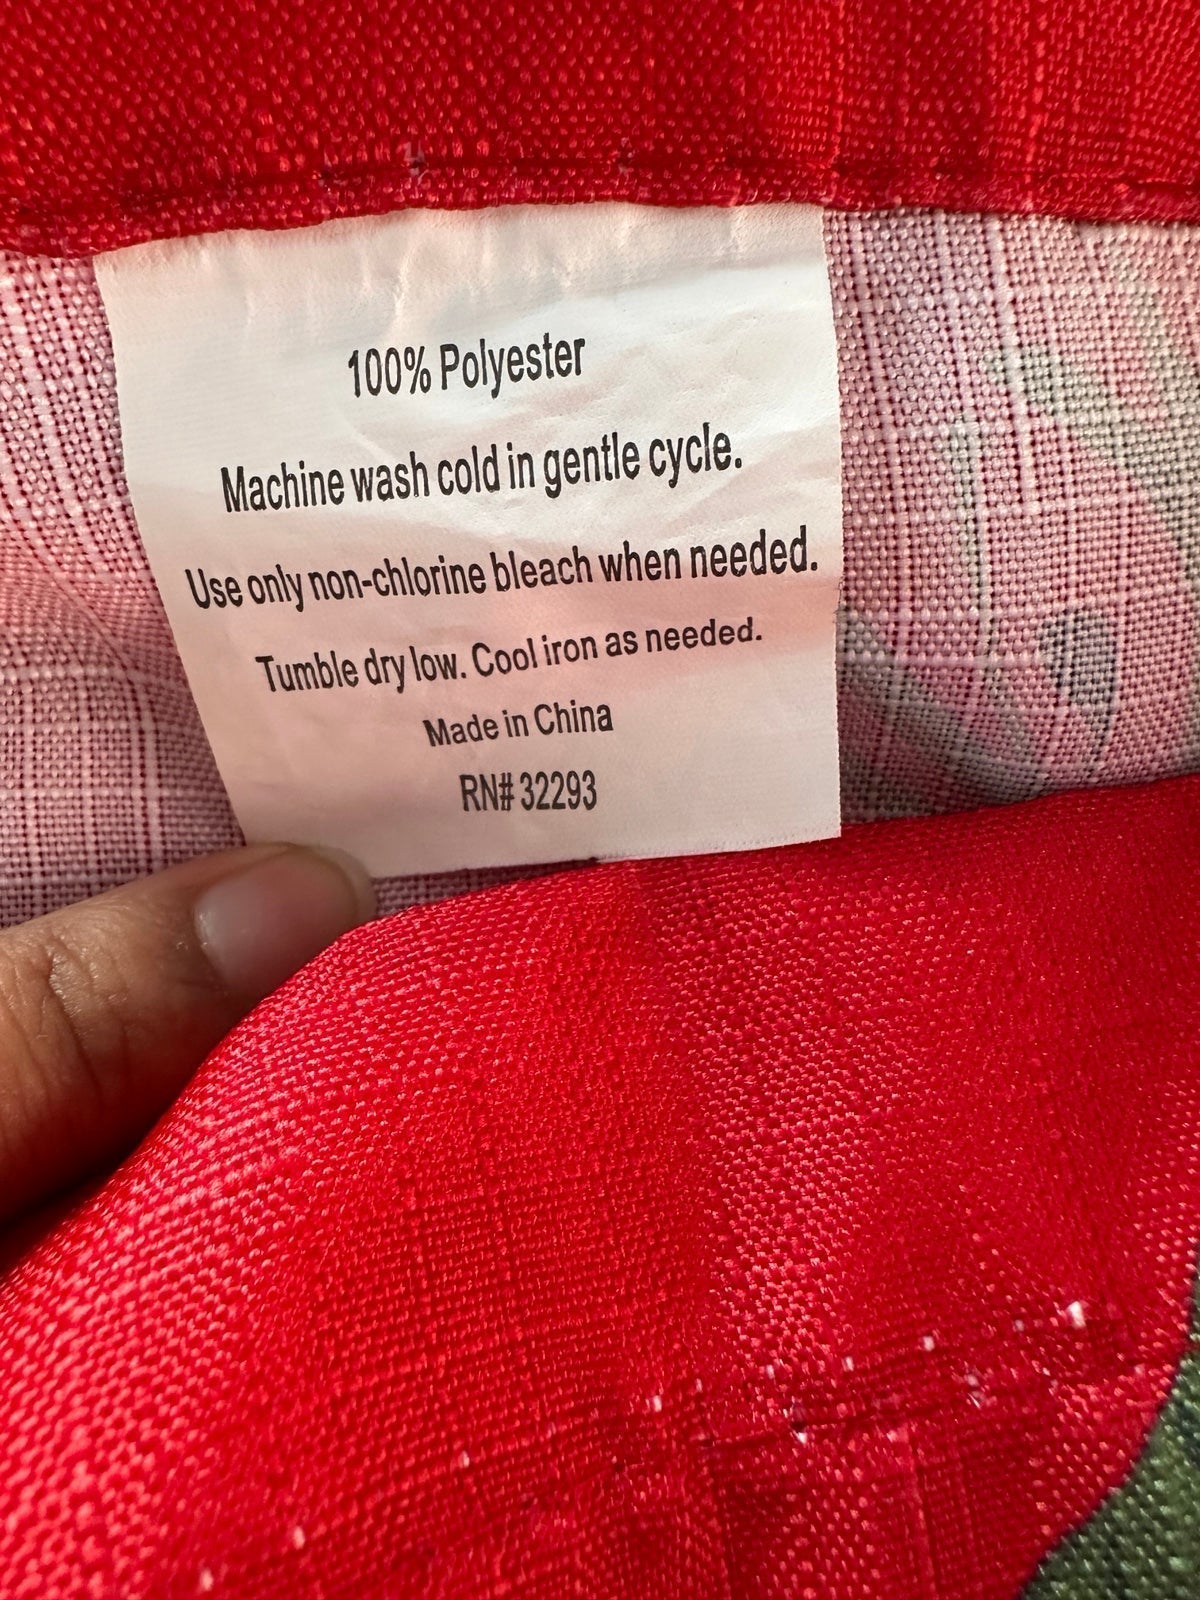 100% Polyester
Machine wash cold in gentle cycle.
Use only non-chlorine bleach when needed.
Tumble dry low. Cool iron as needed.
Made in China
RN# 32293